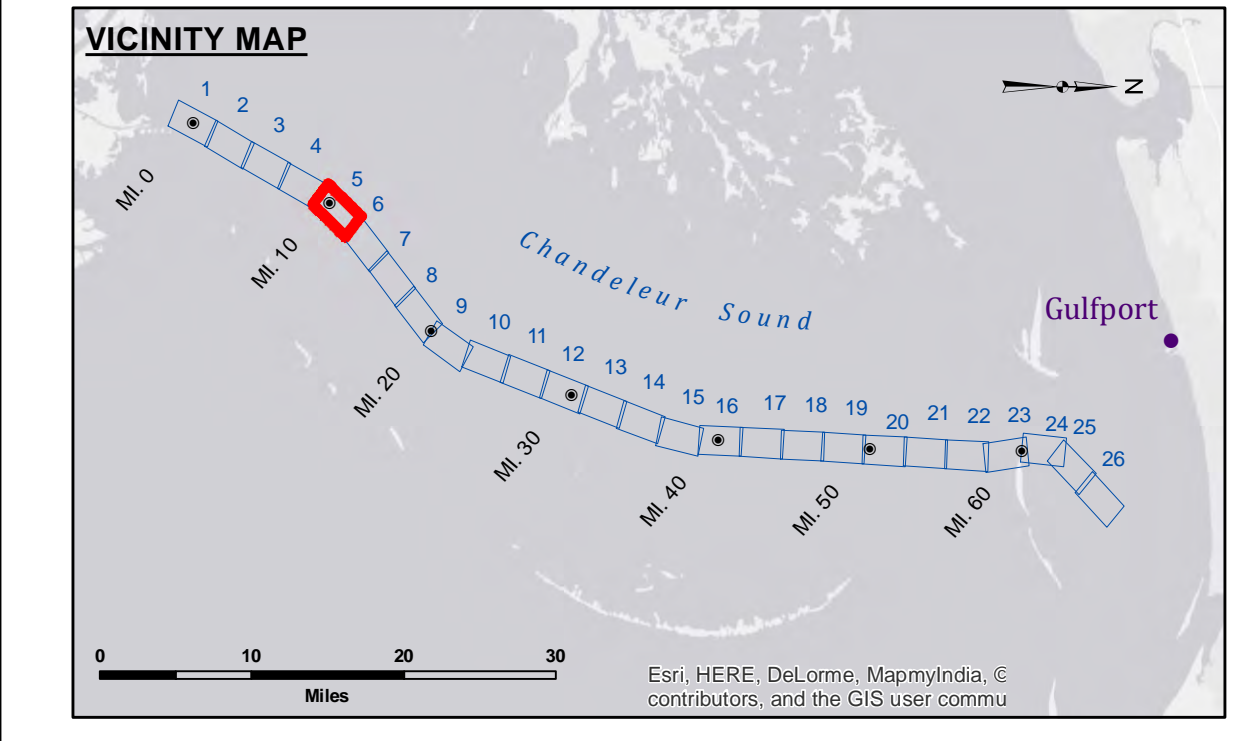 VICINITY MAP
N
1
2
3
4
5
6
7
8
9
10
11
12
13
14
15
16
17
18
19
20
21
22
23
24
25
26
MI. 0
MI. 10
MI. 20
MI. 30
MI. 40
MI. 50
MI. 60
Chandeleur Sound
Gulfport
0 10 20 30
Miles
Esri, HERE, DeLorme, MapmyIndia, ©
contributors, and the GIS user commu